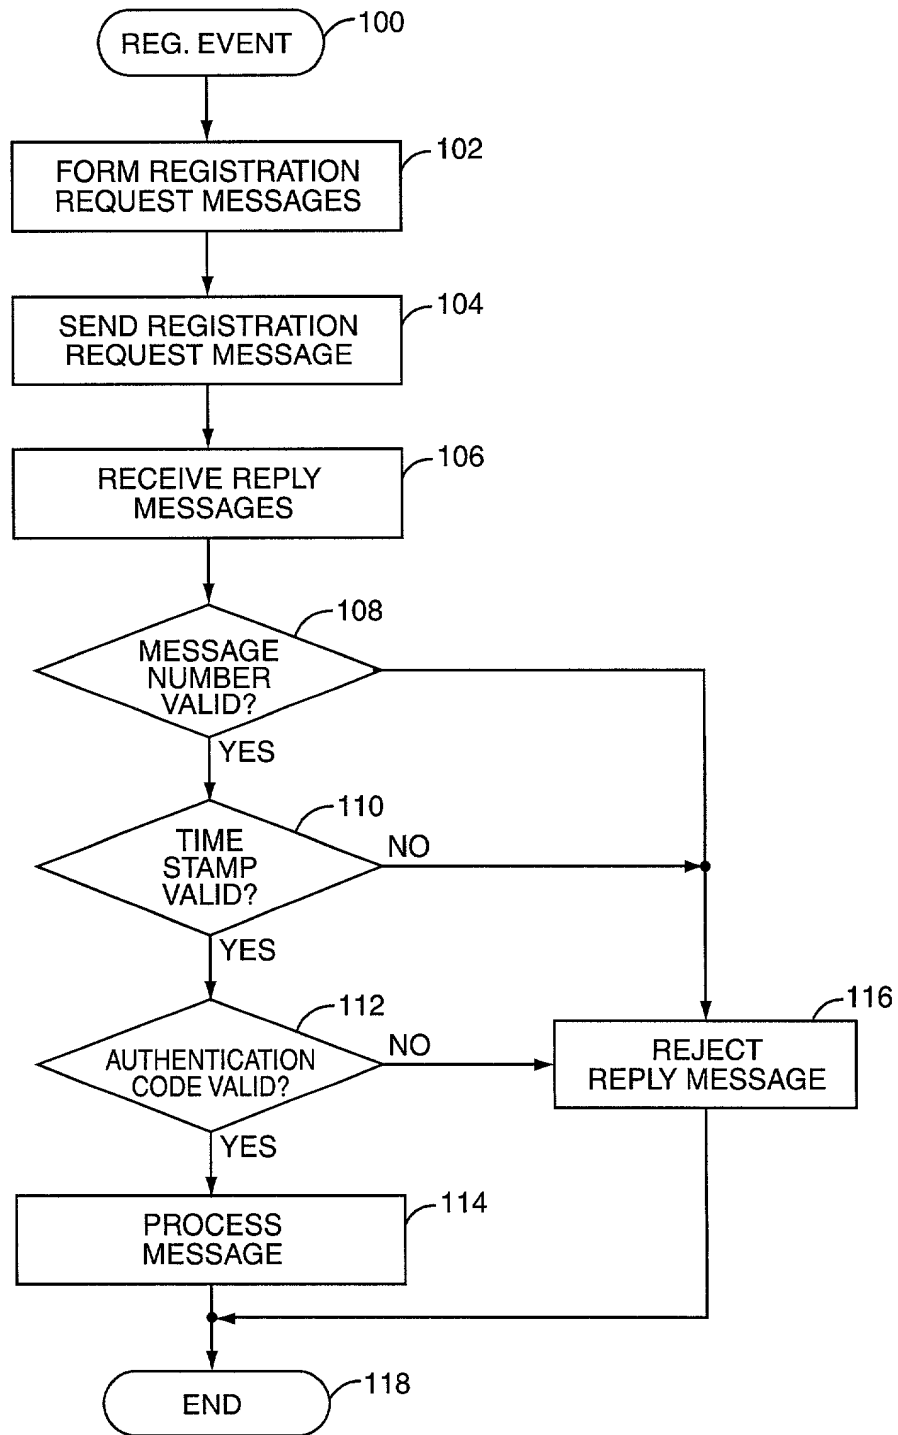 REG. EVENT
100
102
FORM REGISTRATION
REQUEST MESSAGES
104
SEND REGISTRATION
REQUEST MESSAGE
106
RECEIVE REPLY
MESSAGES
108
MESSAGE
NUMBER
VALID?
YES
110
TIME
STAMP
VALID?
NO
YES
112
AUTHENTICATION
CODE VALID?
NO
116
REJECT
REPLY MESSAGE
YES
114
PROCESS
MESSAGE
118
END